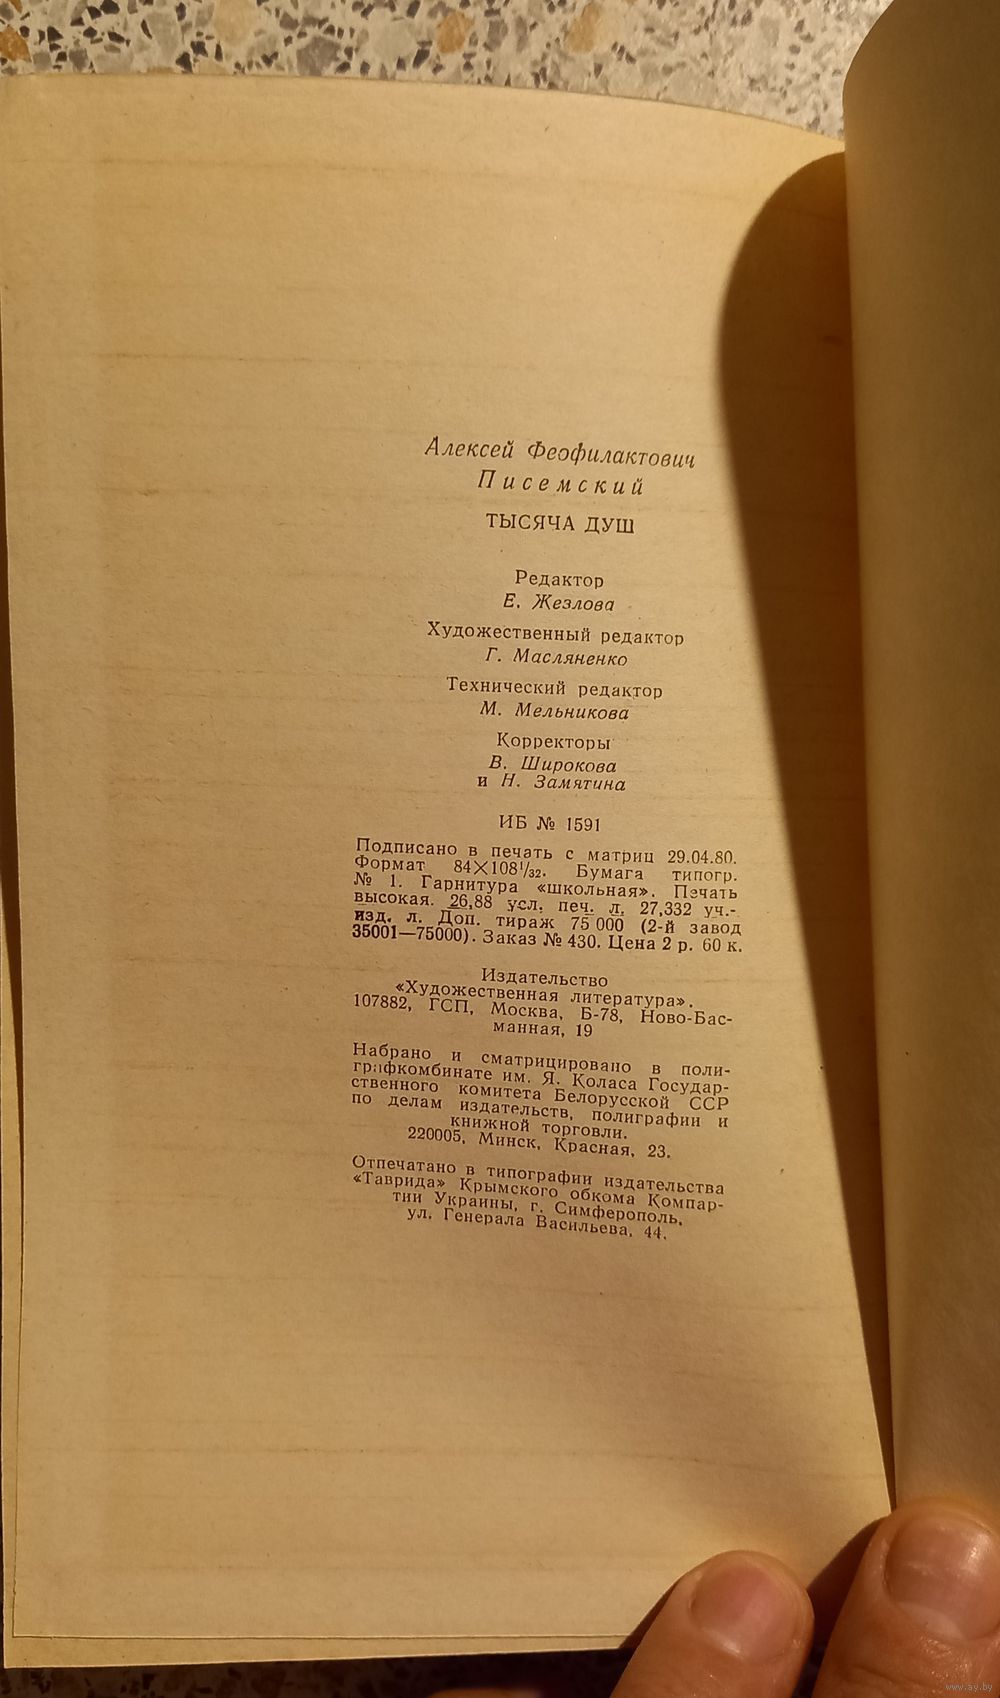 Алексей Феофилактович
Писемский
ТЫСЯЧА ДУШ
Редактор
Е. Жезлова
Художественный редактор
Г. Масляненко
Технический редактор
М. Мельникова
Корректоры
В. Широкова
и Н. Замятина
ИБ № 1591
Подписано в печать с матриц 29.04.80.
Формат 84×108 1/32. Бумага типогр.
№ 1. Гарнитура «школьная». Печать
высокая. 26,88 усл. печ. л. 27,332 уч.-
изд. л. Доп. тираж 75 000 (2-й завод
35001—75000). Заказ № 430. Цена 2 р. 60 к.
Издательство
«Художественная литература».
107882, ГСП, Москва, Б-78, Ново-Бас-
манная, 19
Набрано и сматрицировано в поли-
графкомбинате им. Я. Коласа Государ-
ственного комитета Белорусской ССР
по делам издательств, полиграфии и
книжной торговли.
220005, Минск, Красная, 23.
Отпечатано в типографии издательства
«Таврида» Крымского обкома Компар-
тии Украины, г. Симферополь,
ул. Генерала Васильева, 44.
www.ay.by